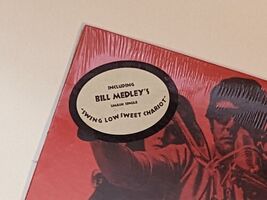 INCLUDING
BILL MEDLEY'S
SMASH SINGLE
"SWING LOW SWEET CHARIOT"